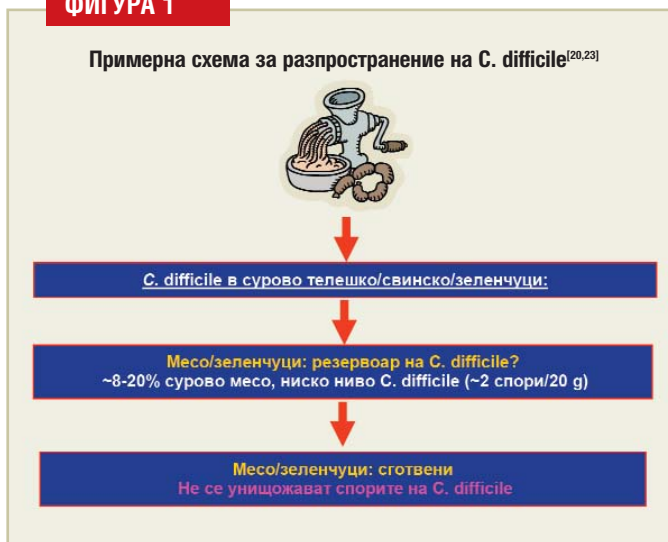 ФИГУРА 1
Примерна схема за разпространение на C. difficile[20,23]
C. difficile в сурово телешко/свинско/зеленчуци:
Месо/зеленчуци: резервоар на C. difficile?
~8-20% сурово месо, ниско ниво C. difficile (~2 спори/20 g)
Месо/зеленчуци: сготвени
Не се унищожават спорите на C. difficile